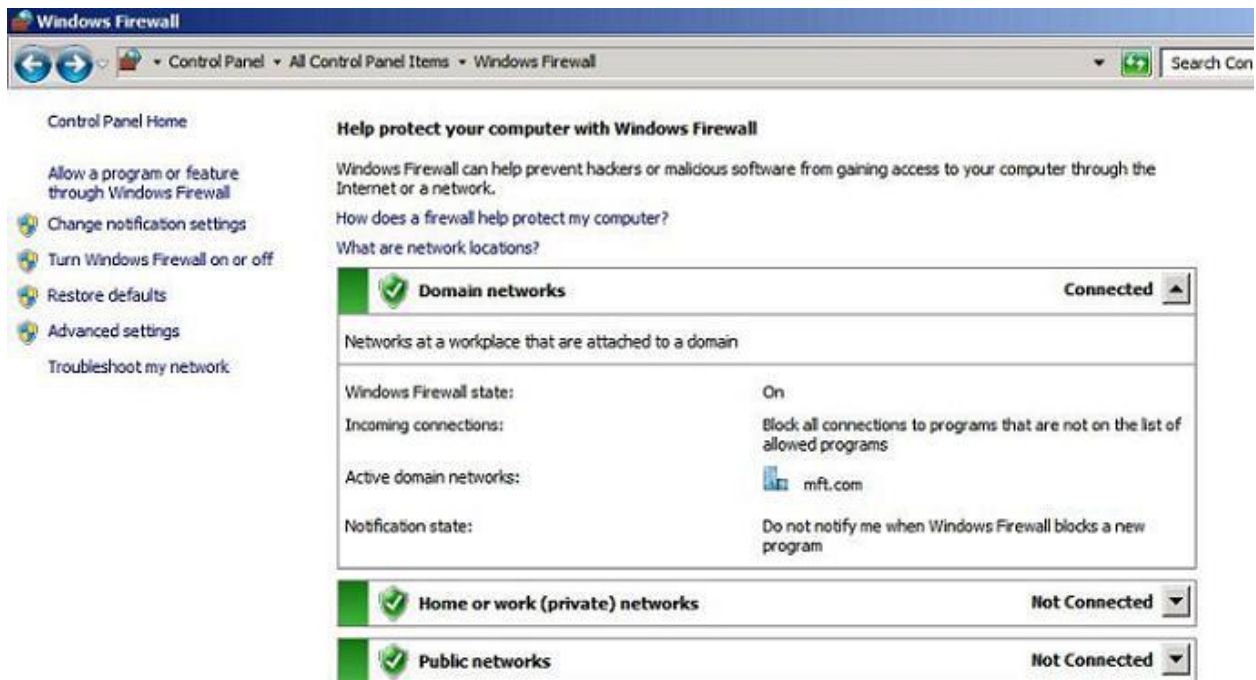 Windows Firewall
Control Panel • All Control Panel Items • Windows Firewall
Search Con
Control Panel Home
Allow a program or feature
through Windows Firewall
Change notification settings
Turn Windows Firewall on or off
Restore defaults
Advanced settings
Troubleshoot my network
Help protect your computer with Windows Firewall
Windows Firewall can help prevent hackers or malicious software from gaining access to your computer through the
Internet or a network.
How does a firewall help protect my computer?
What are network locations?
Domain networks Connected
Networks at a workplace that are attached to a domain
Windows Firewall state: On
Incoming connections: Block all connections to programs that are not on the list of
allowed programs
Active domain networks: mft.com
Notification state: Do not notify me when Windows Firewall blocks a new
program
Home or work (private) networks Not Connected
Public networks Not Connected